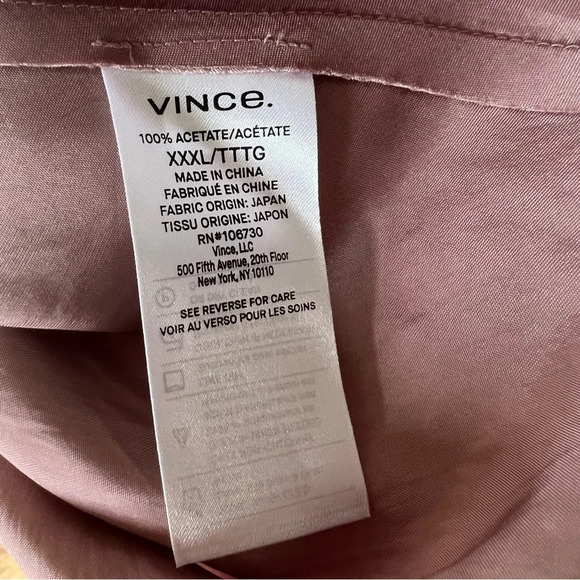 VINCE.
100% ACETATE/ACÉTATE
XXXL/TTTG
MADE IN CHINA
FABRIQUÉ EN CHINE
FABRIC ORIGIN: JAPAN
TISSU ORIGINE: JAPON
RN#106730
Vince, LLC
500 Fifth Avenue, 20th Floor
New York, NY 10110
SEE REVERSE FOR CARE
VOIR AU VERSO POUR LES SOINS